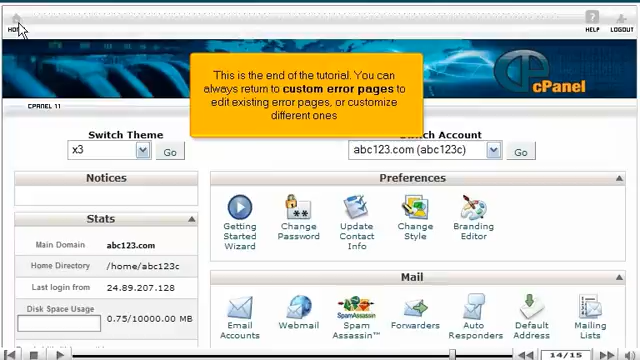 HELP
LOGOUT
This is the end of the tutorial. You can
always return to custom error pages to
edit existing error pages, or customize
different ones
cPanel
CPANEL 11
Switch Theme
Switch Account
x3
Go
abc123.com (abc123c)
Go
Notices
Stats
Main Domain
abc123.com
Home Directory
/home/abc123c
Last login from
24.89.207.128
Disk Space Usage
0.75/10000.00 MB
Preferences
Getting
Started
Wizard
Change
Password
Update
Contact
Info
Change
Style
Branding
Editor
Mail
Email
Accounts
Webmail
SpamAssassin
Spam
Assassin™
Forwarders
Auto
Responders
Default
Address
Mailing
Lists
14/15